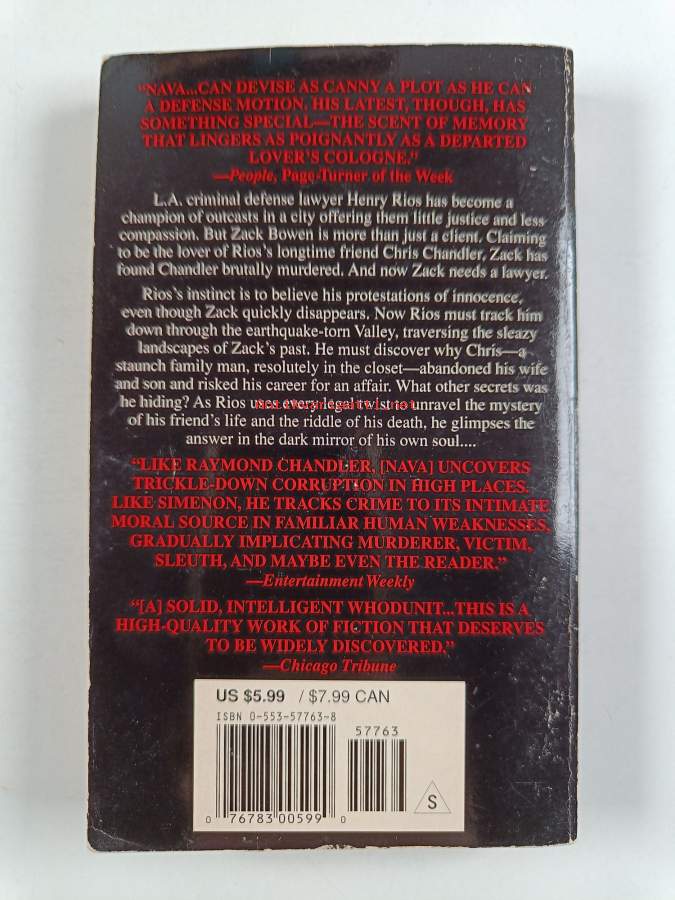 "NAVA...CAN DEVISE AS CANNY A PLOT AS HE CAN
A DEFENSE MOTION. HIS LATEST, THOUGH, HAS
SOMETHING SPECIAL—THE SCENT OF MEMORY
THAT LINGERS AS POIGNANTLY AS A DEPARTED
LOVER'S COLOGNE."
—People, Page-Turner of the Week
L.A. criminal defense lawyer Henry Rios has become a
champion of outcasts in a city offering them little justice and less
compassion. But Zack Bowen is more than just a client. Claiming
to be the lover of Rios's longtime friend Chris Chandler, Zack has
found Chandler brutally murdered. And now Zack needs a lawyer.
Rios's instinct is to believe his protestations of innocence,
even though Zack quickly disappears. Now Rios must track him
down through the earthquake-torn Valley, traversing the sleazy
landscapes of Zack's past. He must discover why Chris—a
staunch family man, resolutely in the closet—abandoned his wife
and son and risked his career for an affair. What other secrets was
he hiding? As Rios uses every legal twist to unravel the mystery
of his friend's life and the riddle of his death, he glimpses the
answer in the dark mirror of his own soul....
"LIKE RAYMOND CHANDLER, [NAVA] UNCOVERS
TRICKLE-DOWN CORRUPTION IN HIGH PLACES.
LIKE SIMENON, HE TRACKS CRIME TO ITS INTIMATE
MORAL SOURCE IN FAMILIAR HUMAN WEAKNESSES,
GRADUALLY IMPLICATING MURDERER, VICTIM,
SLEUTH, AND MAYBE EVEN THE READER."
—Entertainment Weekly
"[A] SOLID, INTELLIGENT WHODUNIT...THIS IS A
HIGH-QUALITY WORK OF FICTION THAT DESERVES
TO BE WIDELY DISCOVERED."
—Chicago Tribune
US $5.99 / $7.99 CAN
ISBN 0-553-57763-8
57763
S
0 76783 00599 0